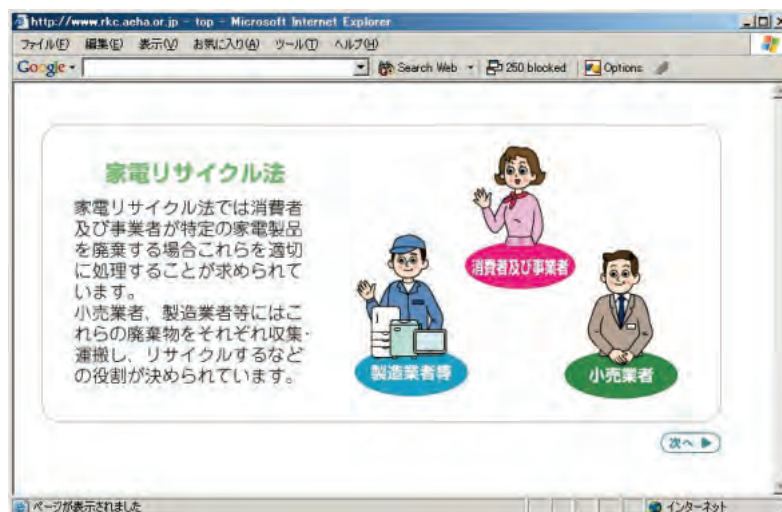 http://www.rkc.aeha.or.jp - top - Microsoft Internet Explorer
ファイル(F) 編集(E) 表示(V) お気に入り(A) ツール(T) ヘルプ(H)
Google Search Web 250 blocked Options
家電リサイクル法
家電リサイクル法では消費者
及び事業者が特定の家電製品
を廃棄する場合これらを適切
に処理することが求められて
います。
小売業者、製造業者等にはこ
れらの廃棄物をそれぞれ収集・
運搬し、リサイクルするなど
の役割が決められています。
消費者及び事業者
製造業者等
小売業者
次へ ▶
ページが表示されました インターネット